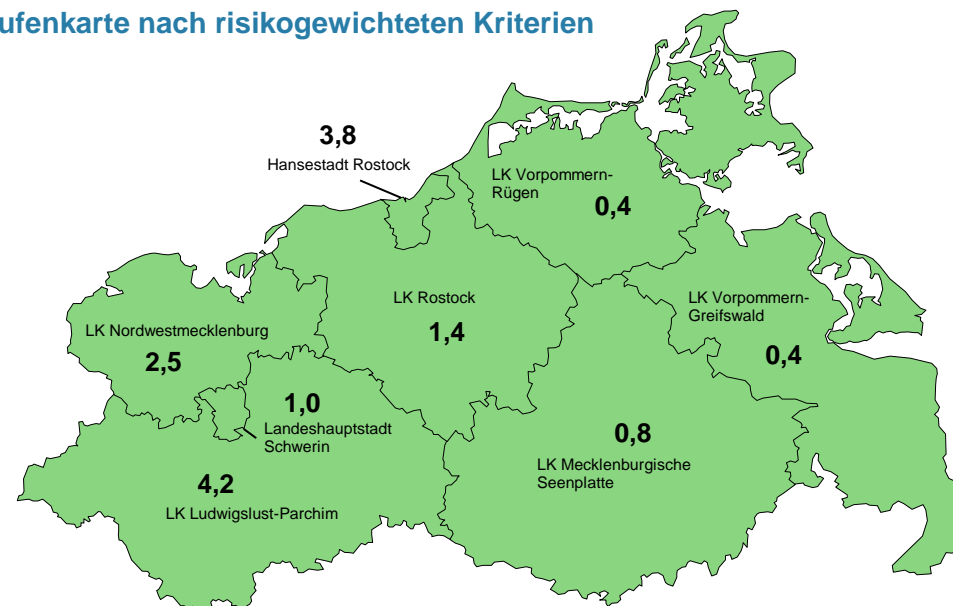 ufenkarte nach risikogewichteten Kriterien
3,8
Hansestadt Rostock
LK Vorpommern-
Rügen
0,4
LK Rostock
1,4
LK Vorpommern-
Greifswald
0,4
LK Nordwestmecklenburg
2,5
1,0
Landeshauptstadt
Schwerin
0,8
LK Mecklenburgische
Seenplatte
4,2
LK Ludwigslust-Parchim